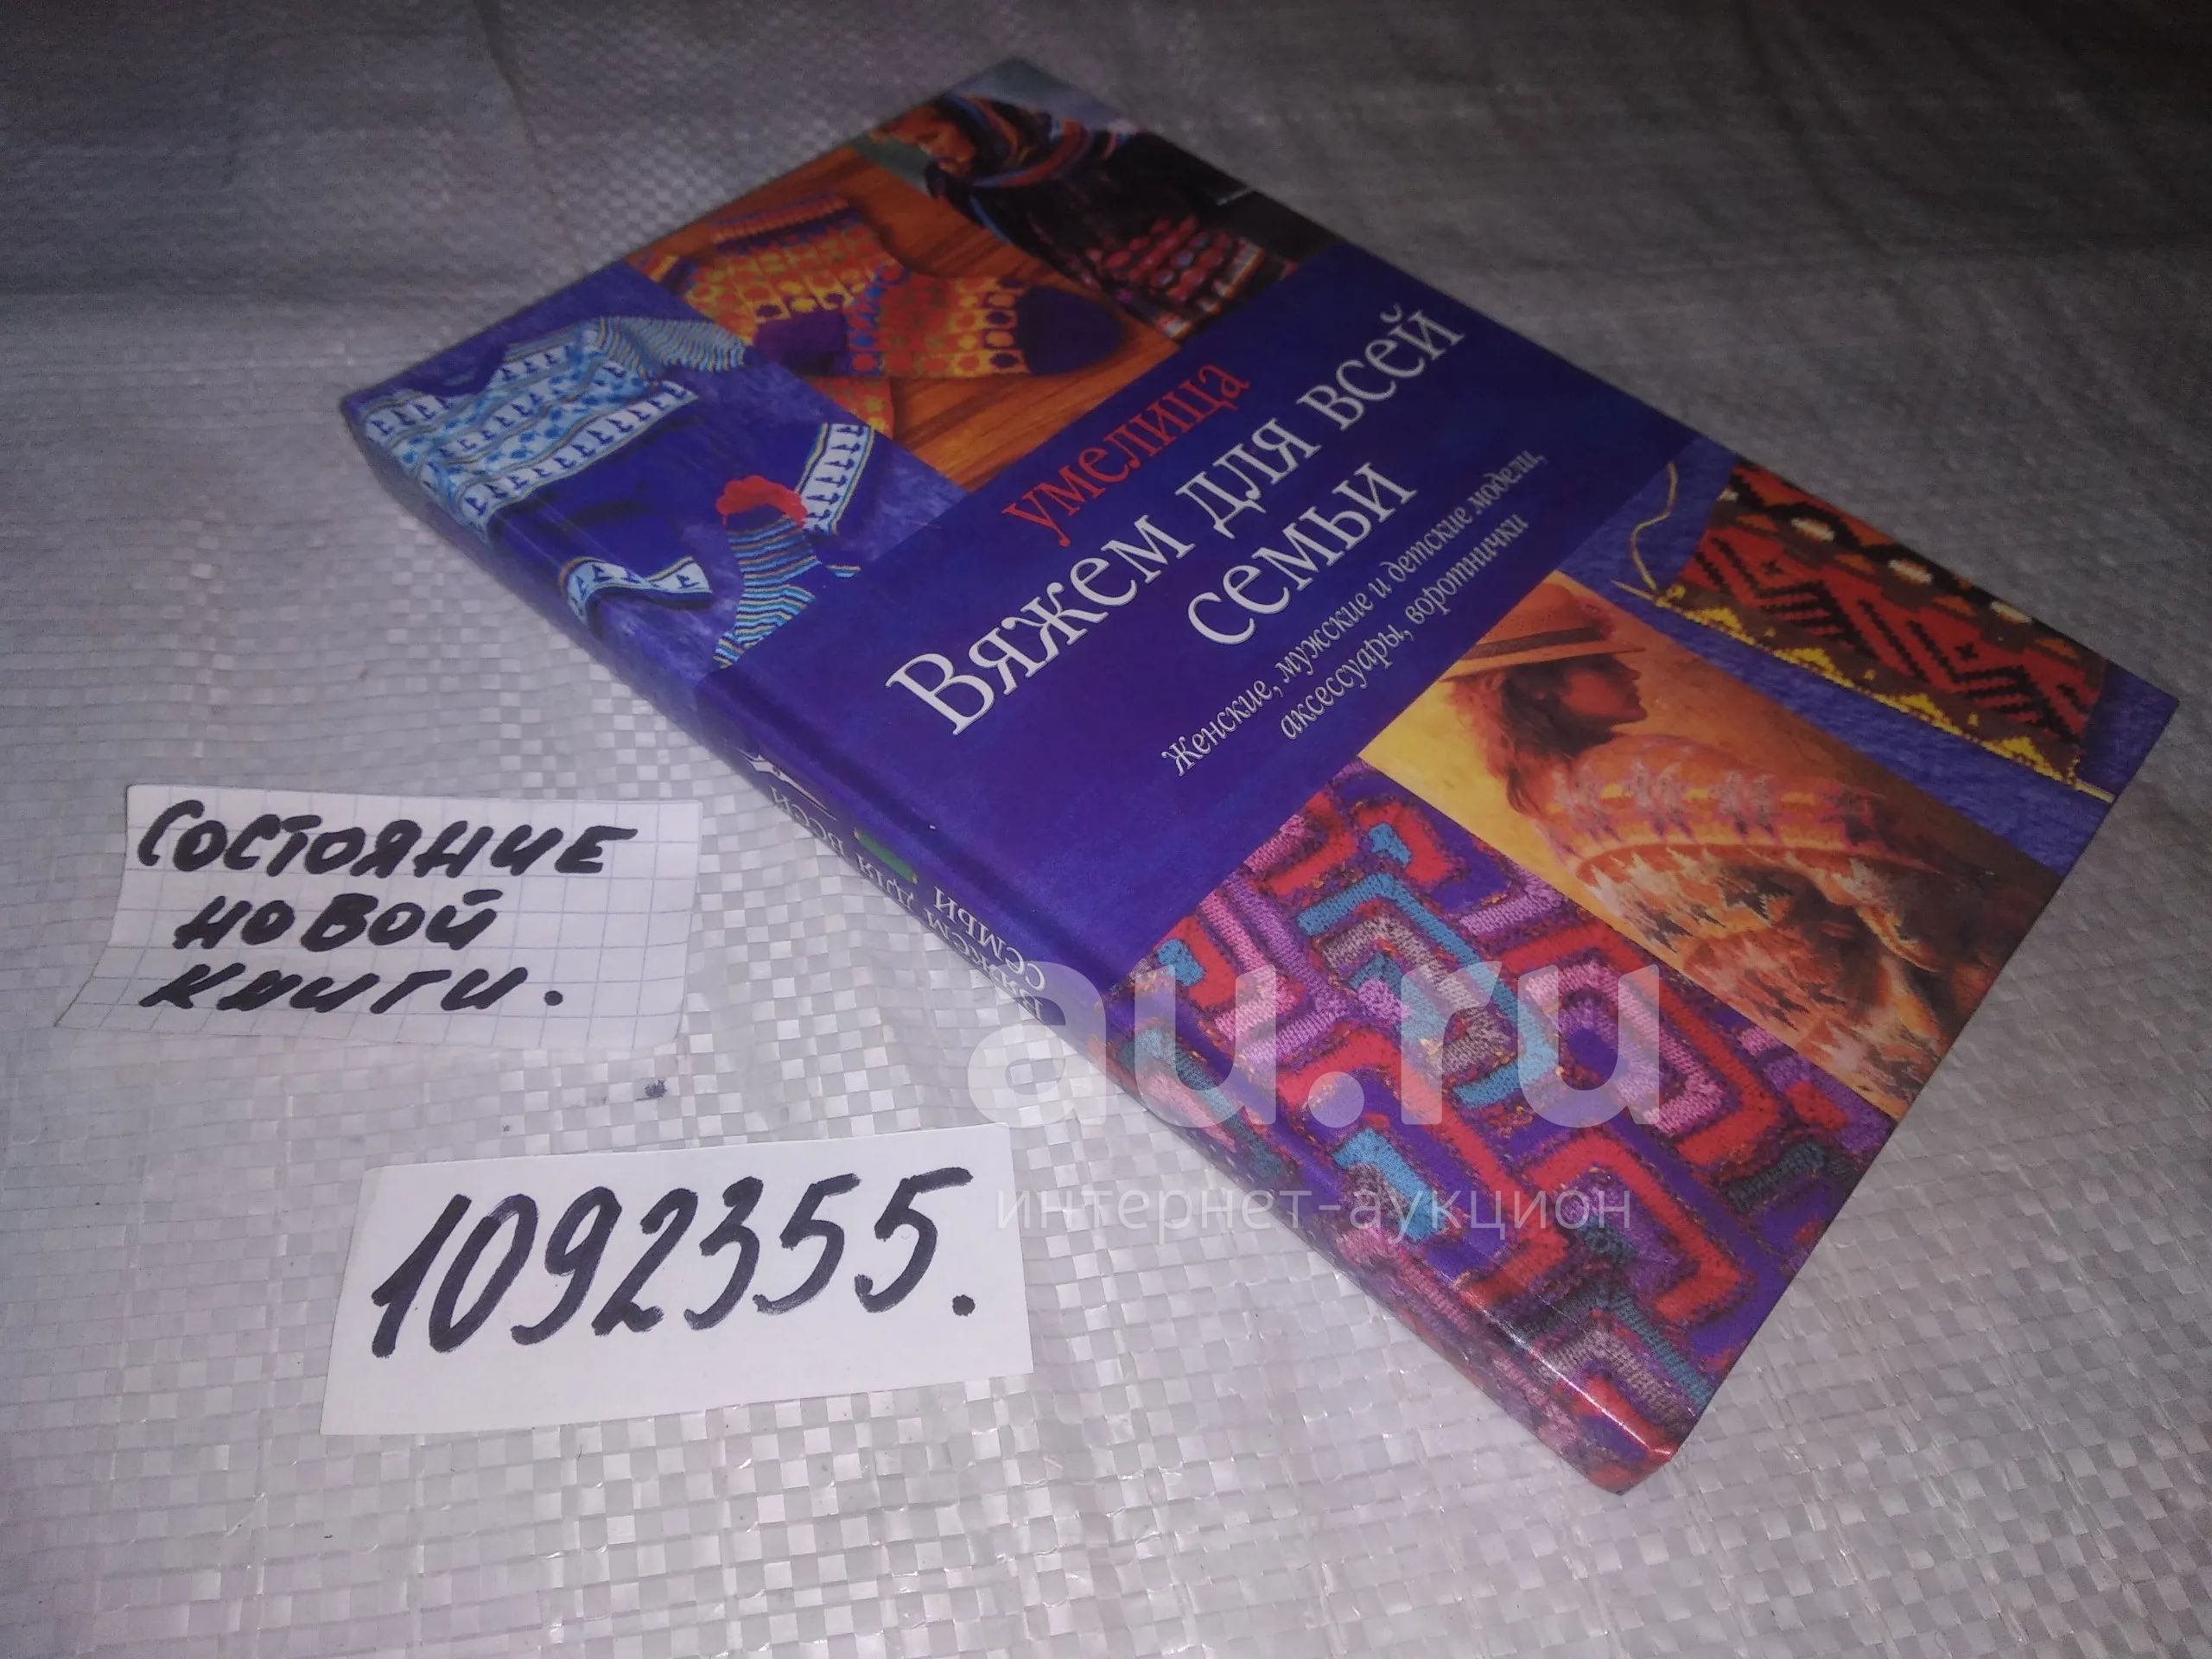 умелица
Вяжем для всей
семьи
Женские, мужские и детские модели,
аксессуары, воротнички
Вяжем для всей
семьи
Состояние
новой
книги.
1092355.
au.ru
интернет-аукцион